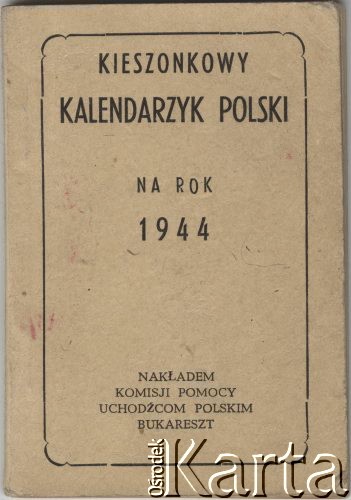 KIESZONKOWY
KALENDARZYK POLSKI
NA ROK
1944
NAKŁADEM
KOMISJI POMOCY
UCHODŹCOM POLSKIM
BUKARESZT
Ośrodek
Karta